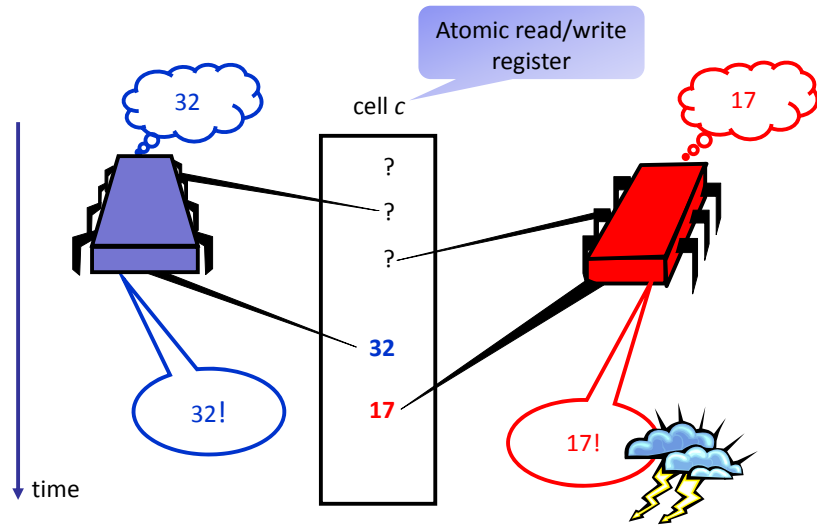 Atomic read/write
register
cell c
32
17
?
?
?
32
17
32!
17!
time